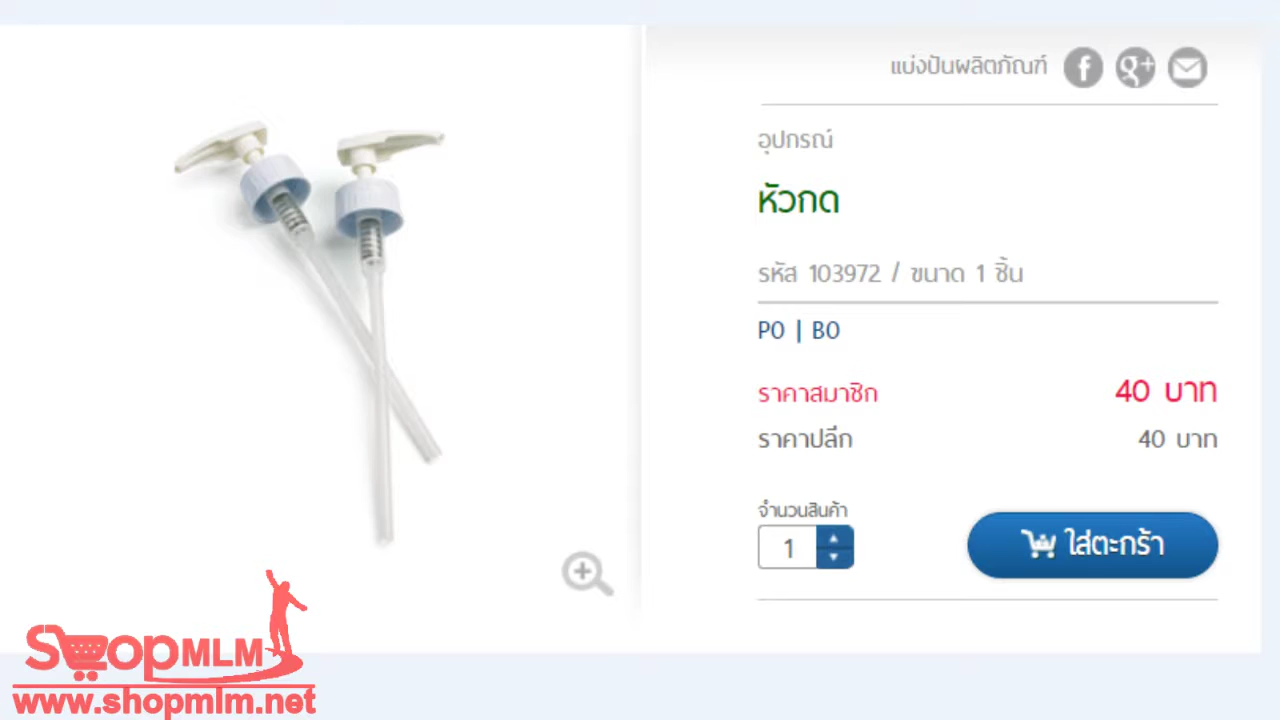 แบ่งปันผลิตภัณฑ์
อุปกรณ์
หัวกด
รหัส 103972 / ขนาด 1 ชิ้น
P0 | B0
ราคาสมาชิก 40 บาท
ราคาปลีก 40 บาท
จำนวนสินค้า
1
ใส่ตะกร้า
SHOPMLM
www.shopmlm.net